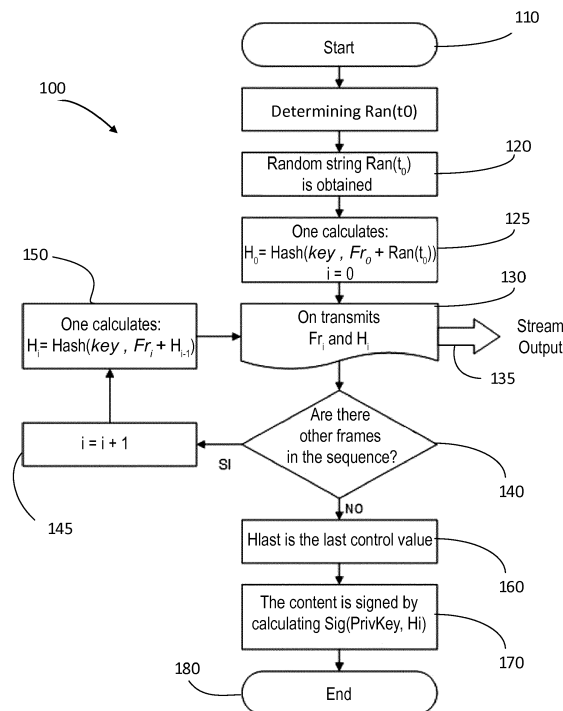 110
Start
100
Determining Ran(t0)
120
Random string Ran(t₀)
is obtained
125
One calculates:
H₀= Hash(key , Fr₀ + Ran(t₀))
i = 0
150
130
One calculates:
Hᵢ= Hash(key , Frᵢ + Hᵢ₋₁)
On transmits
Frᵢ and Hᵢ
Stream
Output
135
Are there
other frames
in the sequence?
i = i + 1
SI
140
145
NO
Hlast is the last control value
160
The content is signed by
calculating Sig(PrivKey, Hi)
170
180
End